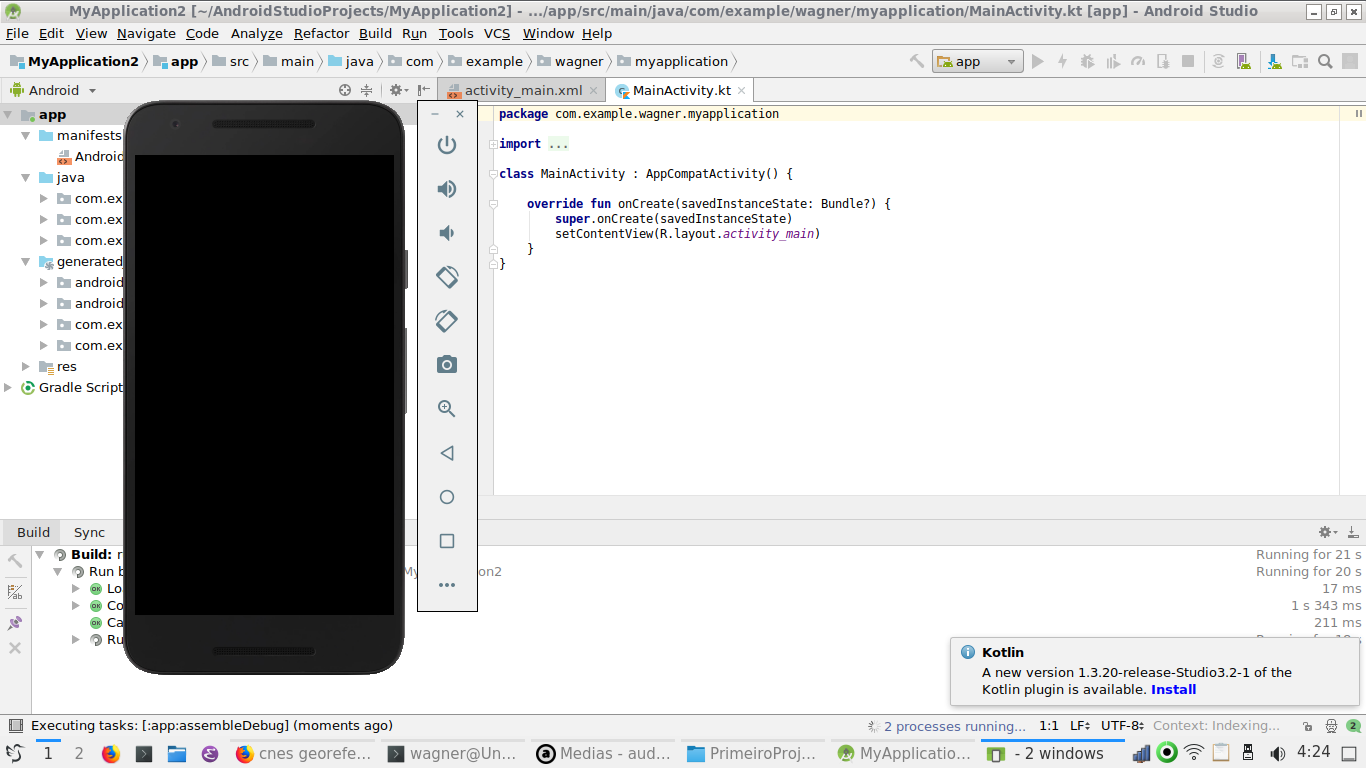 MyApplication2 [~/AndroidStudioProjects/MyApplication2] - .../app/src/main/java/com/example/wagner/myapplication/MainActivity.kt [app] - Android Studio
File Edit View Navigate Code Analyze Refactor Build Run Tools VCS Window Help
MyApplication2 app src main java com example wagner myapplication app
Android activity_main.xml MainActivity.kt
app
manifests
Android
java
com.ex
com.ex
com.ex
generated
android
android
com.ex
com.ex
res
Gradle Script
package com.example.wagner.myapplication
import ...
class MainActivity : AppCompatActivity() {
override fun onCreate(savedInstanceState: Bundle?) {
super.onCreate(savedInstanceState)
setContentView(R.layout.activity_main)
}
}
Build Sync
Build: r Running for 21 s
Run b My on2 Running for 20 s
Lo 17 ms
Co 1 s 343 ms
Ca 211 ms
Ru
Kotlin
A new version 1.3.20-release-Studio3.2-1 of the
Kotlin plugin is available. Install
Executing tasks: [:app:assembleDebug] (moments ago) 2 processes running... 1:1 LF UTF-8 Context: Indexing... 2
1 2 cnes georefe... wagner@Un... Medias - aud... PrimeiroProj... MyApplicatio... - 2 windows 4:24